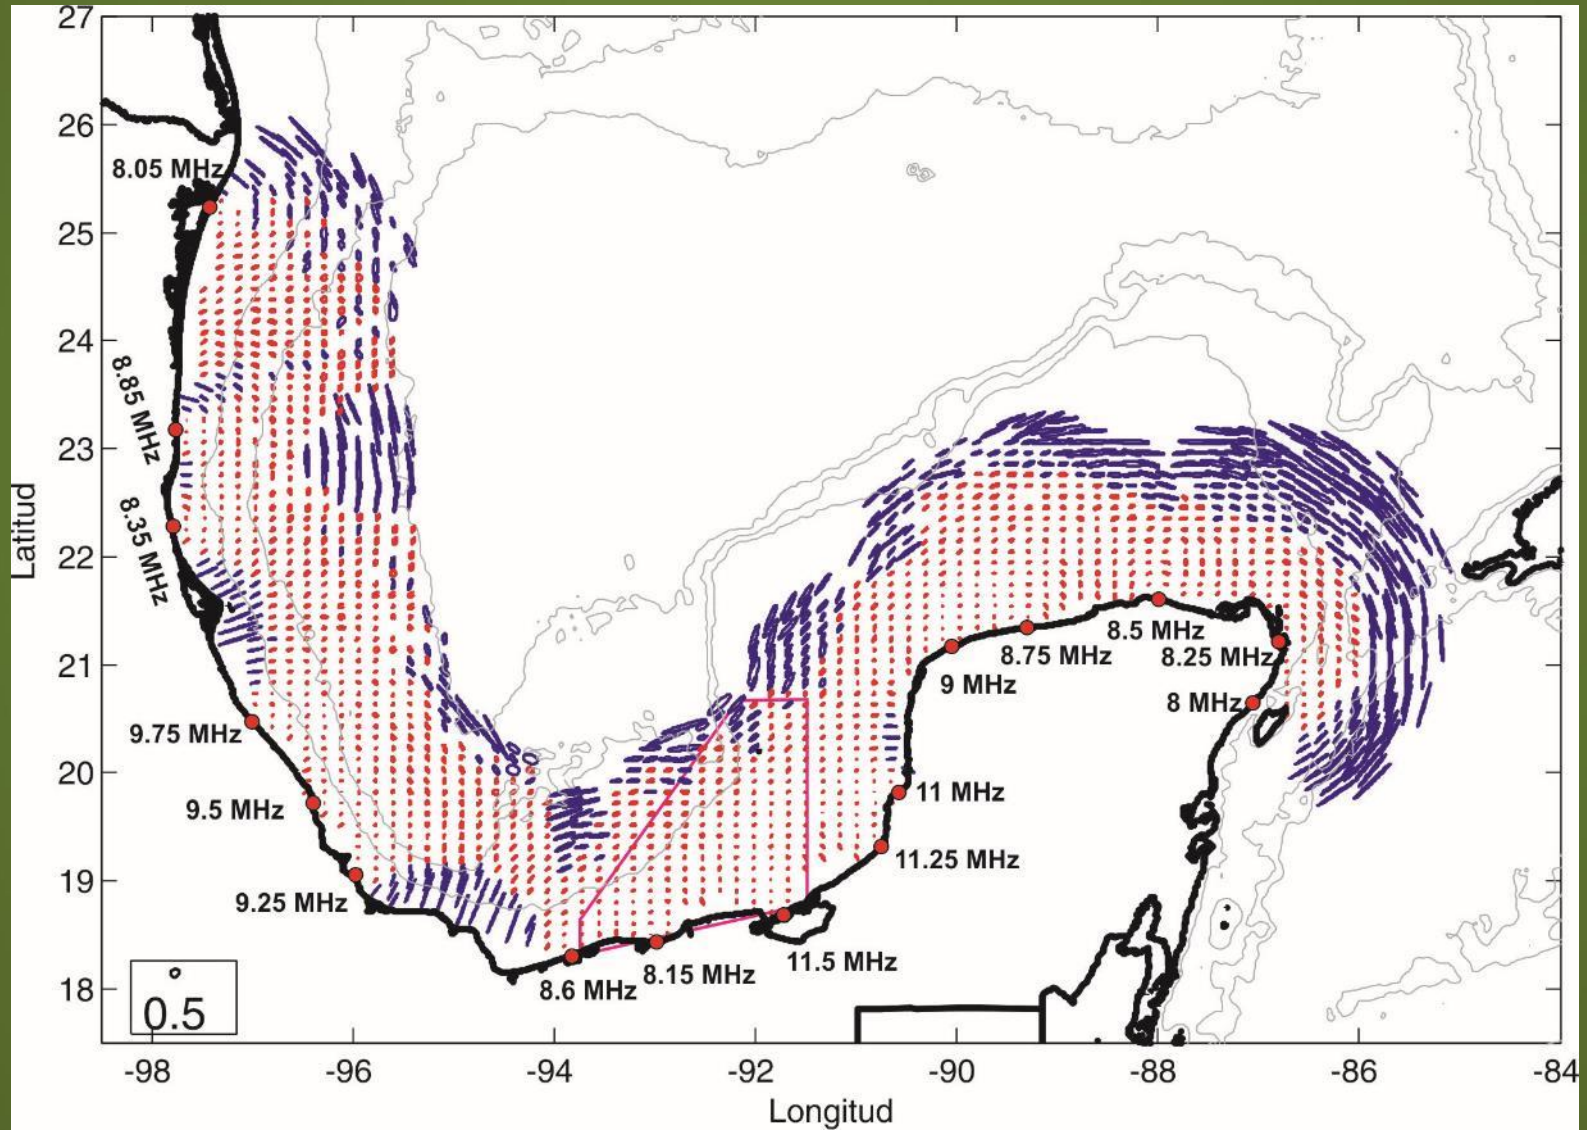 27
26
25
24
23
22
21
20
19
18
Latitud
8.05 MHz
8.85 MHz
8.35 MHz
9.75 MHz
9.5 MHz
9.25 MHz
8.6 MHz
8.15 MHz
11.5 MHz
11.25 MHz
11 MHz
9 MHz
8.75 MHz
8.5 MHz
8.25 MHz
8 MHz
0.5
-98 -96 -94 -92 -90 -88 -86 -84
Longitud